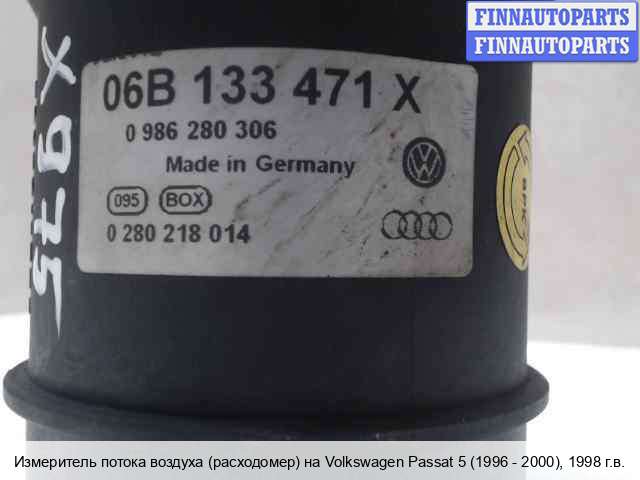 FINNAUTOPARTS
FINNAUTOPARTS
06B 133 471 X
0 986 280 306
Made in Germany
095 BOX
0 280 218 014
X975
Измеритель потока воздуха (расходомер) на Volkswagen Passat 5 (1996 - 2000), 1998 г.в.